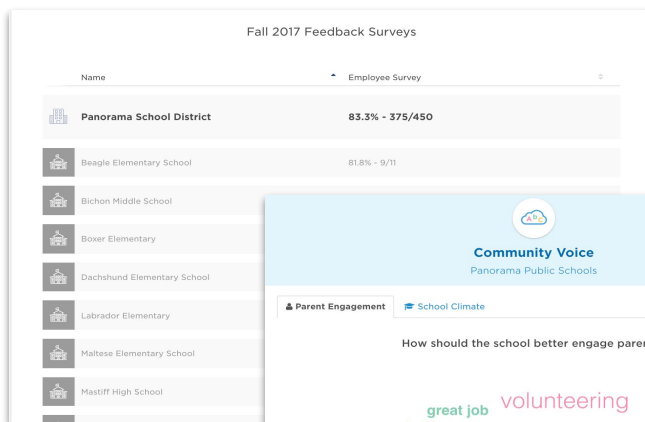 Fall 2017 Feedback Surveys
Name Employee Survey
Panorama School District 83.3% - 375/450
Beagle Elementary School 81.8% - 9/11
Bichon Middle School
Boxer Elementary
Dachshund Elementary School
Labrador Elementary
Maltese Elementary School
Mastiff High School
Abc
Community Voice
Panorama Public Schools
Parent Engagement School Climate
How should the school better engage paren
great job volunteering